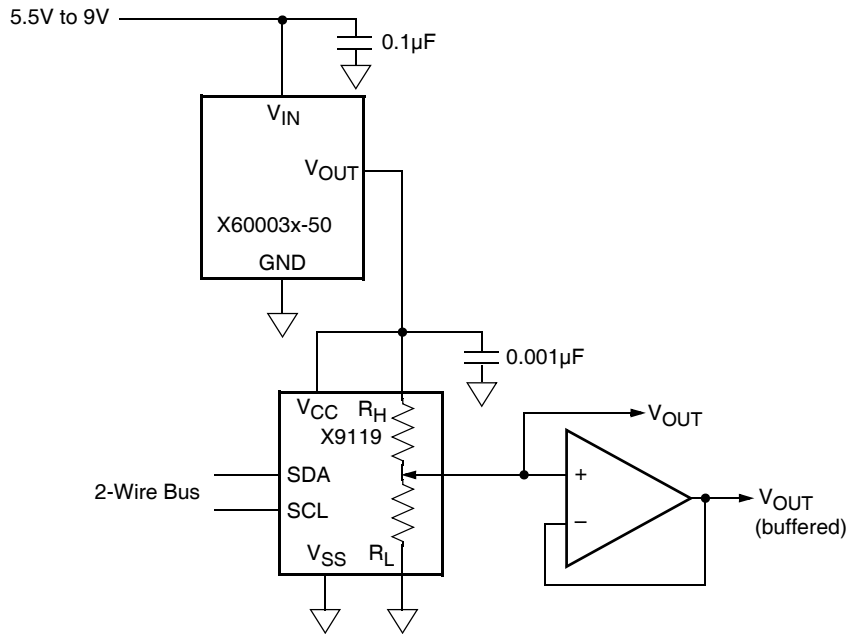 5.5V to 9V
0.1µF
VIN
VOUT
X60003x-50
GND
0.001µF
VCC
RH
X9119
VOUT
SDA
2-Wire Bus
SCL
+
−
VOUT
(buffered)
VSS
RL